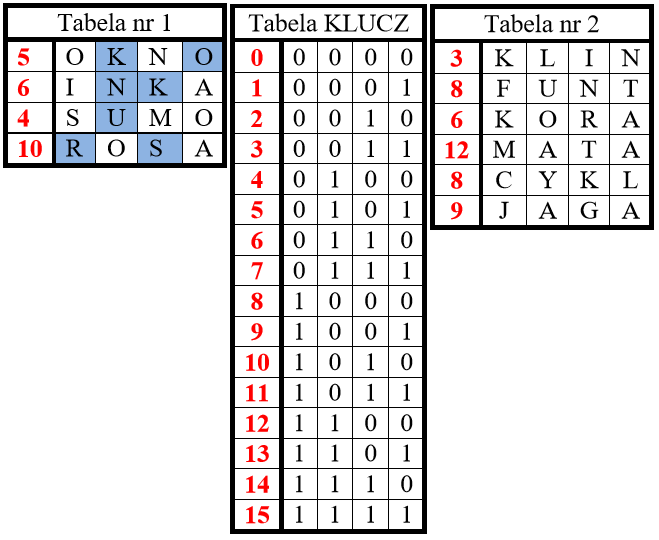 Tabela nr 1
5 O K N O
6 I N K A
4 S U M O
10 R O S A
Tabela KLUCZ
0 0 0 0 0
1 0 0 0 1
2 0 0 1 0
3 0 0 1 1
4 0 1 0 0
5 0 1 0 1
6 0 1 1 0
7 0 1 1 1
8 1 0 0 0
9 1 0 0 1
10 1 0 1 0
11 1 0 1 1
12 1 1 0 0
13 1 1 0 1
14 1 1 1 0
15 1 1 1 1
Tabela nr 2
3 K L I N
8 F U N T
6 K O R A
12 M A T A
8 C Y K L
9 J A G A